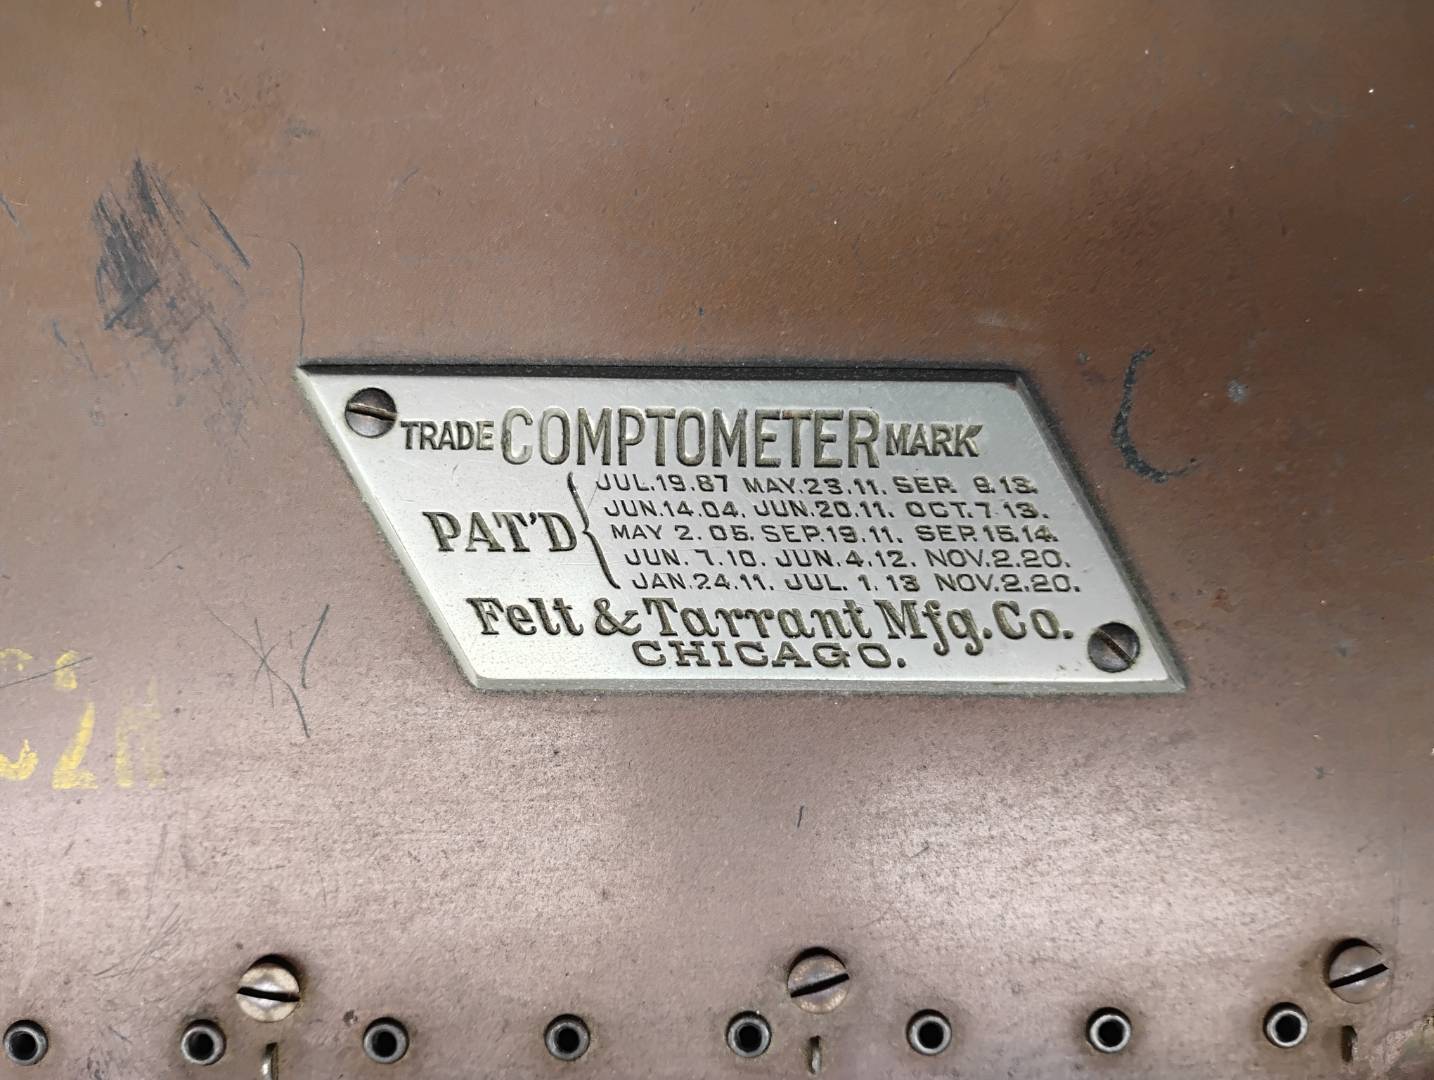 TRADE COMPTOMETER MARK
JUL.19.87 MAY.23.11. SEP. 9.13.
JUN.14.04. JUN.20.11. OCT.7.13.
PAT'D { MAY 2.05. SEP.19.11. SEP.15.14.
JUN. 7.10. JUN.4.12. NOV.2.20.
JAN.24.11. JUL. 1.13 NOV.2.20.
Felt & Tarrant Mfg. Co.
CHICAGO.